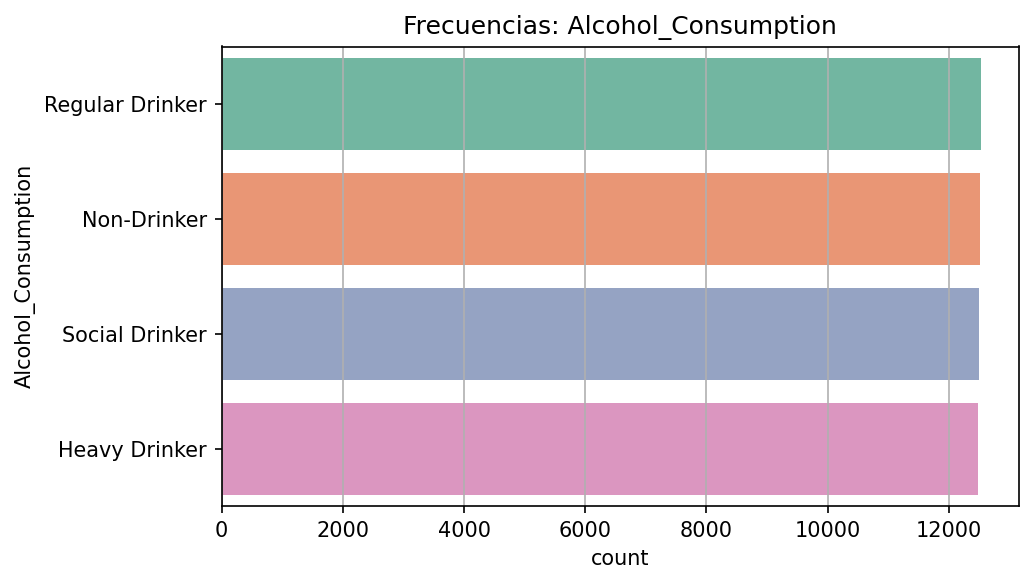 Frecuencias: Alcohol_Consumption
Alcohol_Consumption
Regular Drinker
Non-Drinker
Social Drinker
Heavy Drinker
0 2000 4000 6000 8000 10000 12000
count